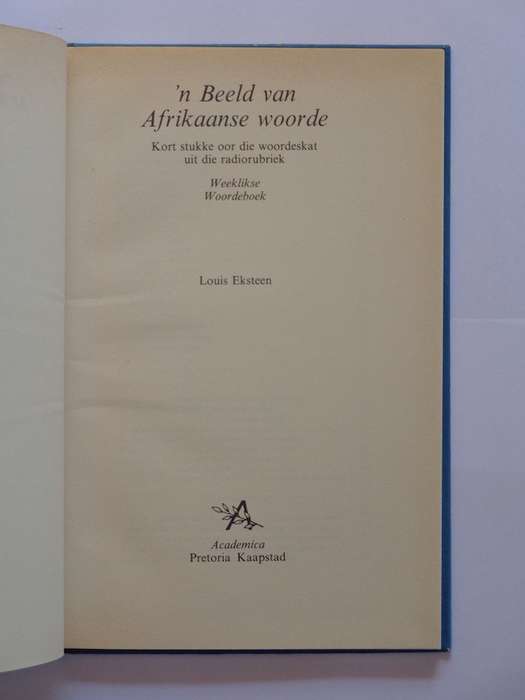 'n Beeld van
Afrikaanse woorde
Kort stukke oor die woordeskat
uit die radiorubriek
Weeklikse
Woordeboek
Louis Eksteen
Academica
Pretoria Kaapstad